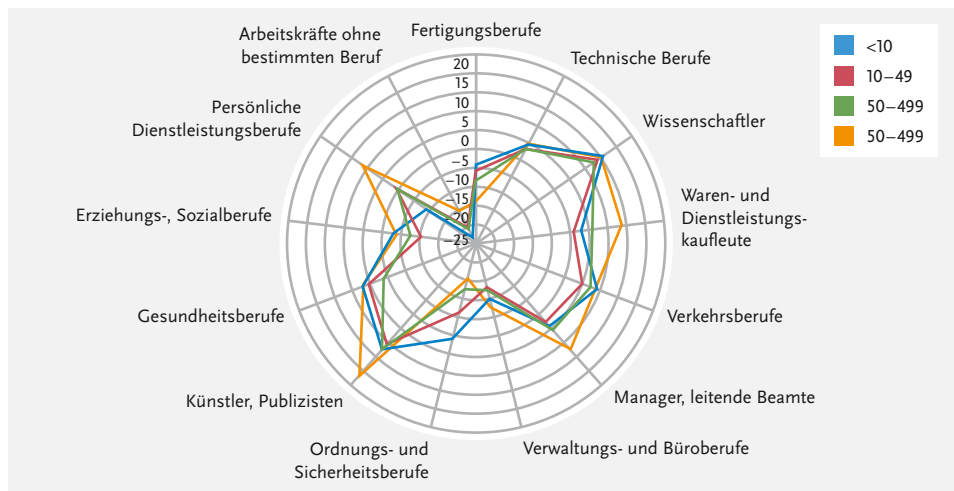 Fertigungsberufe
Technische Berufe
Wissenschaftler
Waren- und
Dienstleistungs-
kaufleute
Verkehrsberufe
Manager, leitende Beamte
Verwaltungs- und Büroberufe
Ordnungs- und
Sicherheitsberufe
Künstler, Publizisten
Gesundheitsberufe
Erziehungs-, Sozialberufe
Persönliche
Dienstleistungsberufe
Arbeitskräfte ohne
bestimmten Beruf
20
15
10
5
0
−5
−10
−15
−20
−25
<10
10–49
50–499
50–499